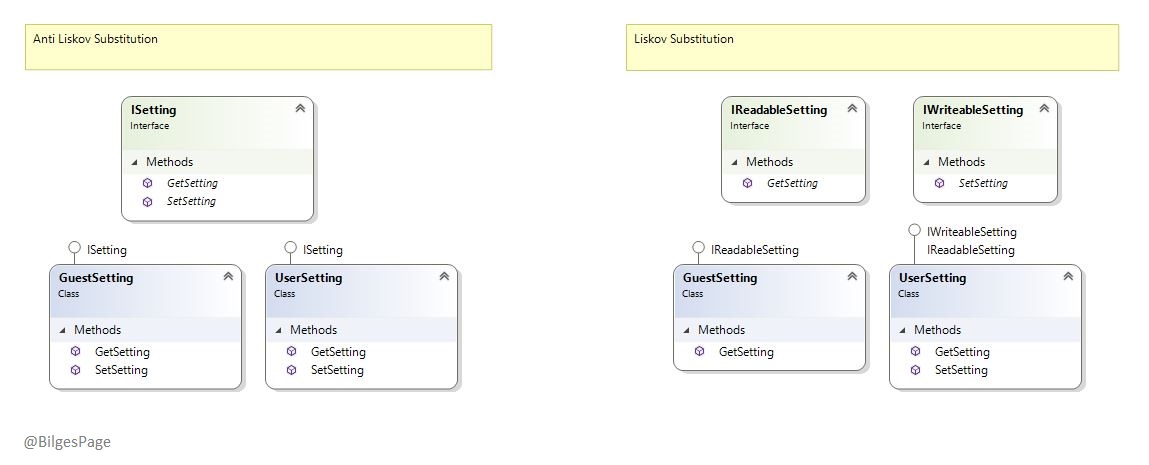 Anti Liskov Substitution
ISetting
Interface
Methods
GetSetting
SetSetting
ISetting
GuestSetting
Class
Methods
GetSetting
SetSetting
ISetting
UserSetting
Class
Methods
GetSetting
SetSetting
Liskov Substitution
IReadableSetting
Interface
Methods
GetSetting
IWriteableSetting
Interface
Methods
SetSetting
IReadableSetting
GuestSetting
Class
Methods
GetSetting
IWriteableSetting
IReadableSetting
UserSetting
Class
Methods
GetSetting
SetSetting
@BilgesPage